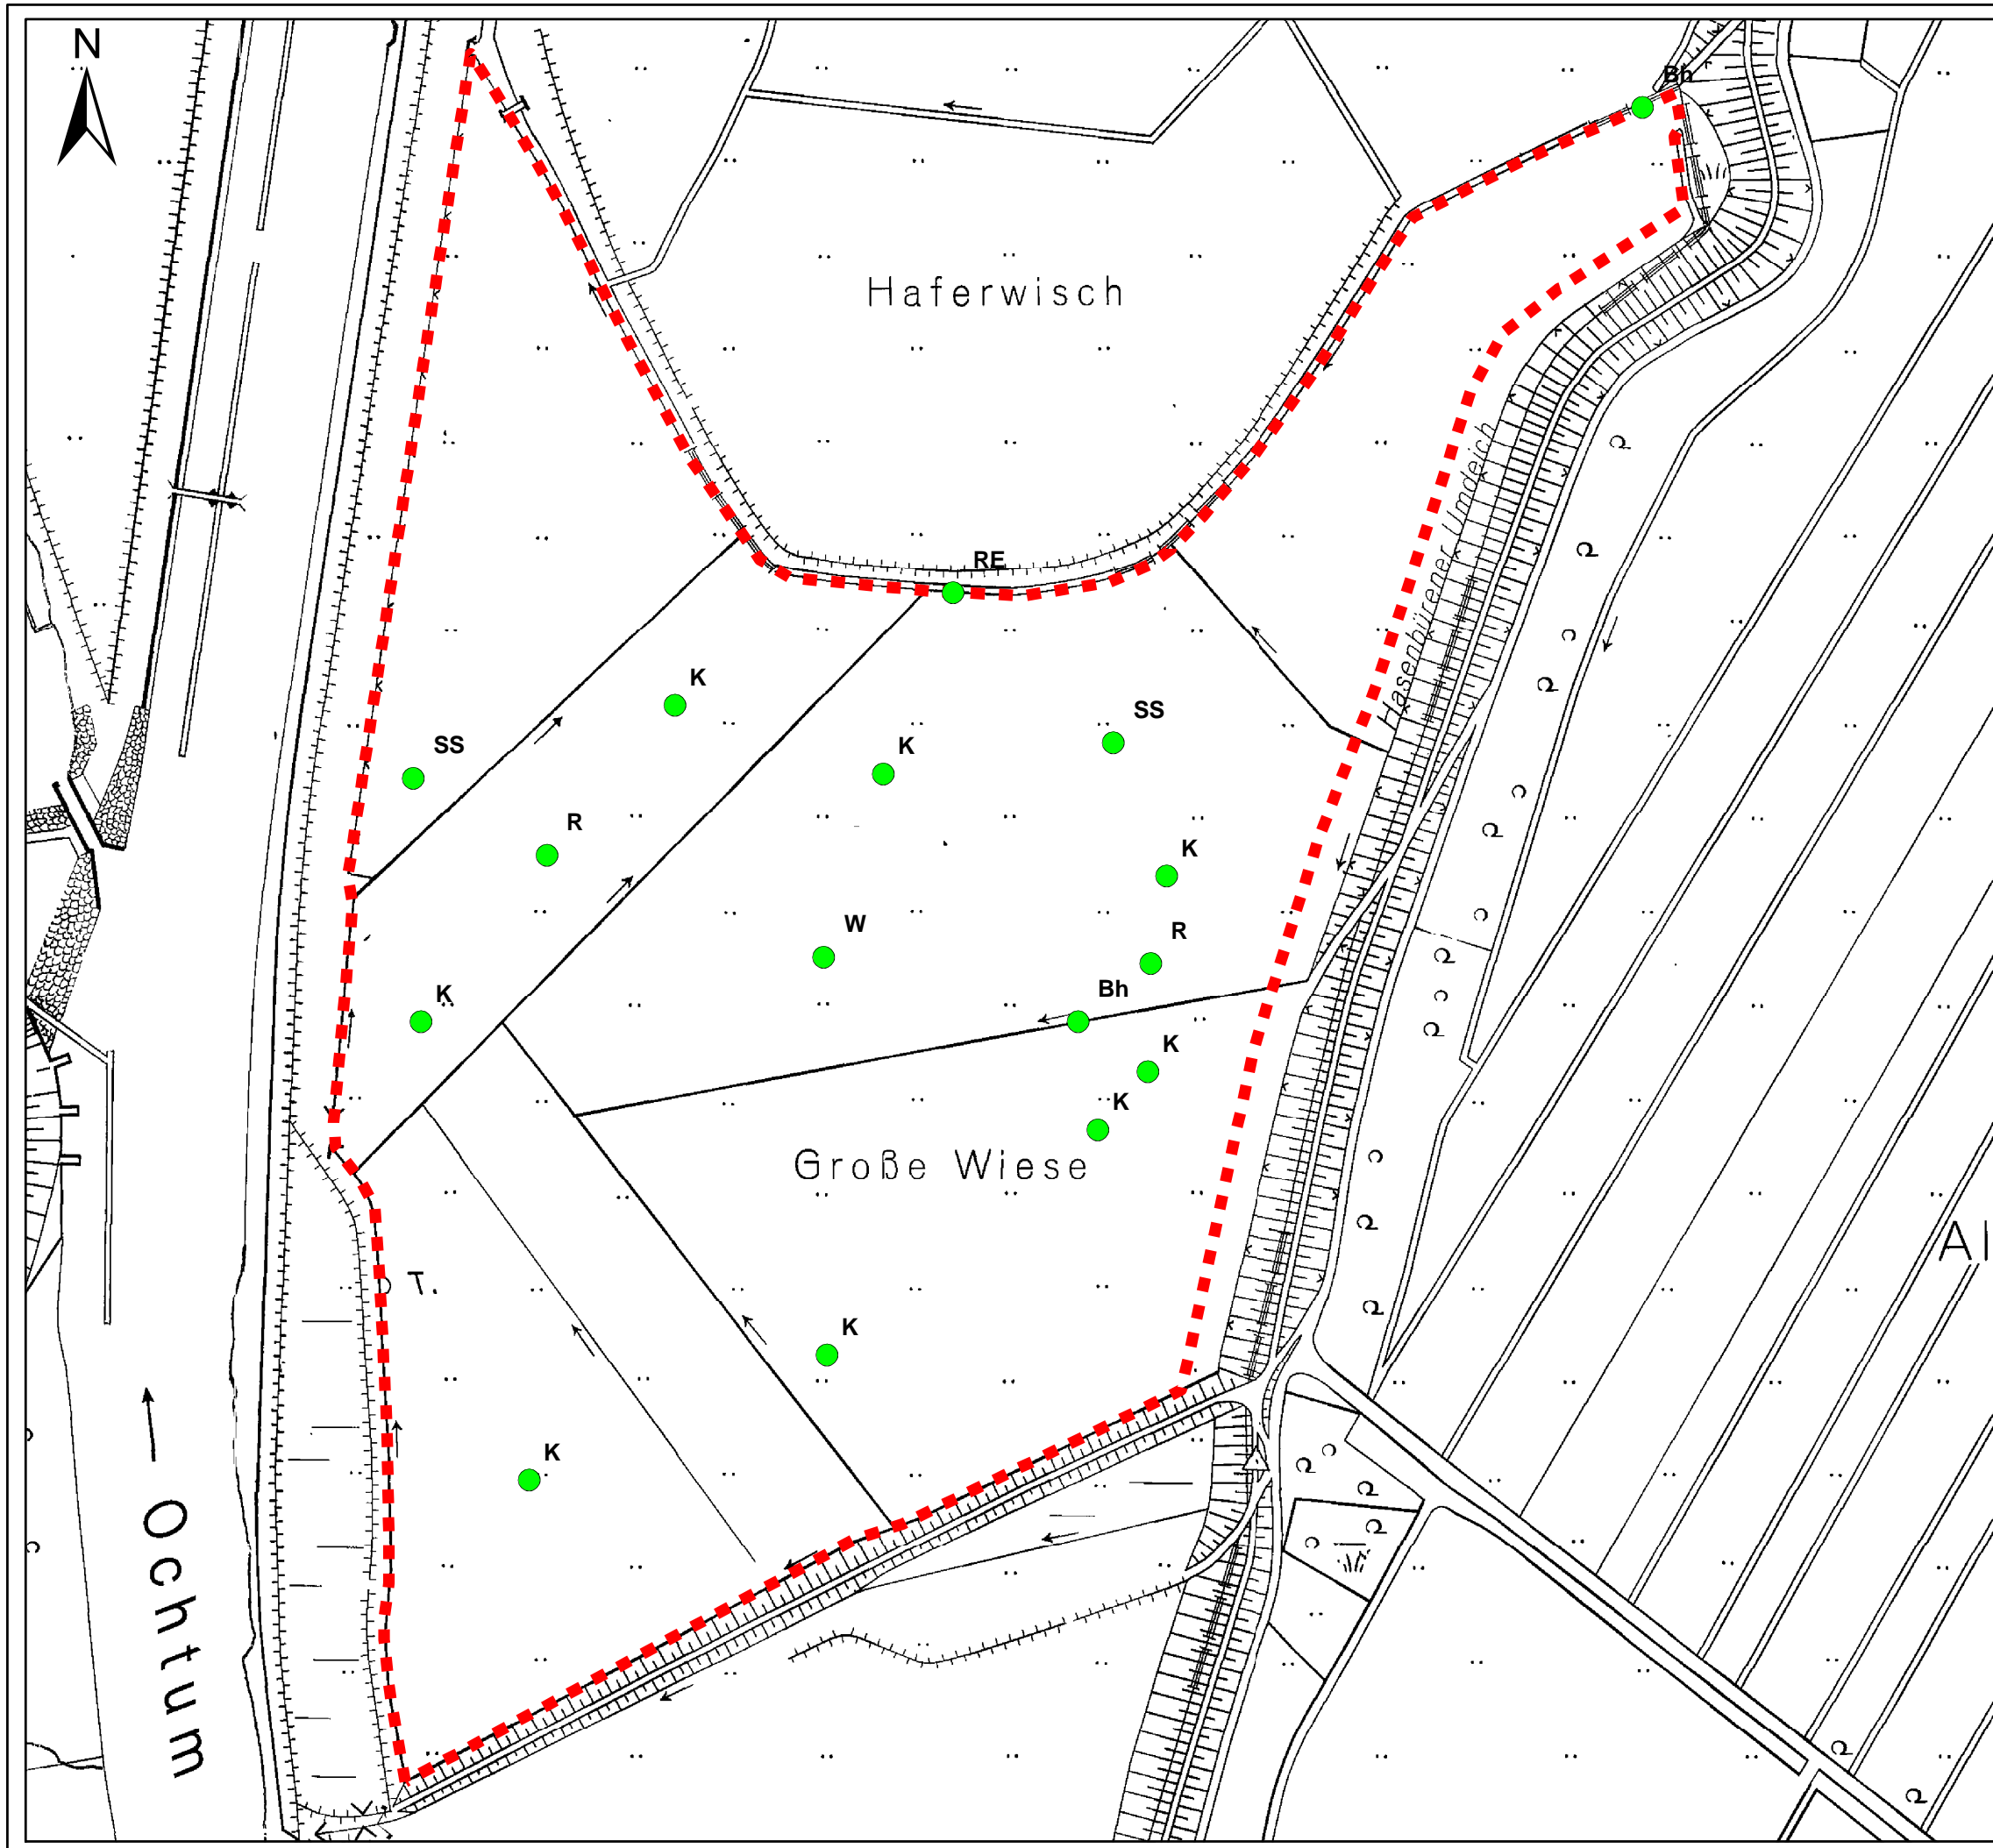 N
Bh
Haferwisch
RE
Hasenbürener Umdeich
K
SS
SS
K
R
K
W
R
K
Bh
K
K
Große Wiese
Al
T.
K
K
Ochtum